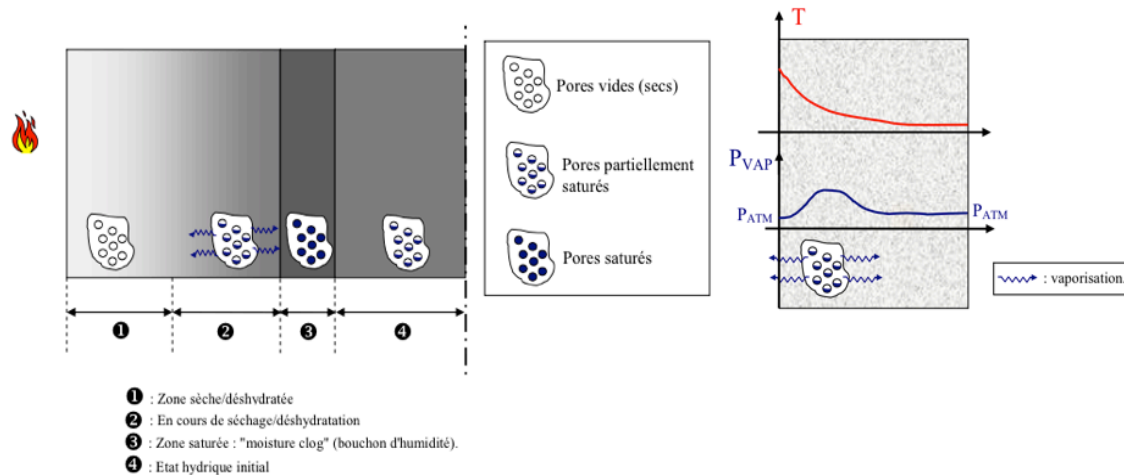 Pores vides (secs)
Pores partiellement
saturés
Pores saturés
❶
❷
❸
❹
❶ : Zone sèche/déshydratée
❷ : En cours de séchage/déshydratation
❸ : Zone saturée : "moisture clog" (bouchon d'humidité).
❹ : Etat hydrique initial
T
PVAP
PATM
PATM
: vaporisation.